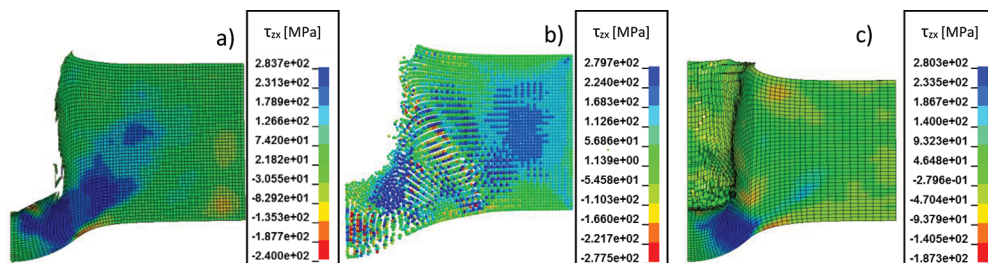 a)
τzx [MPa]
2.837e+02
2.313e+02
1.789e+02
1.266e+02
7.420e+01
2.182e+01
-3.055e+01
-8.292e+01
-1.353e+02
-1.877e+02
-2.400e+02
b)
τzx [MPa]
2.797e+02
2.240e+02
1.683e+02
1.126e+02
5.686e+01
1.139e+00
-5.458e+01
-1.103e+02
-1.660e+02
-2.217e+02
-2.775e+02
c)
τzx [MPa]
2.803e+02
2.335e+02
1.867e+02
1.400e+02
9.323e+01
4.648e+01
-2.796e-01
-4.704e+01
-9.379e+01
-1.405e+02
-1.873e+02